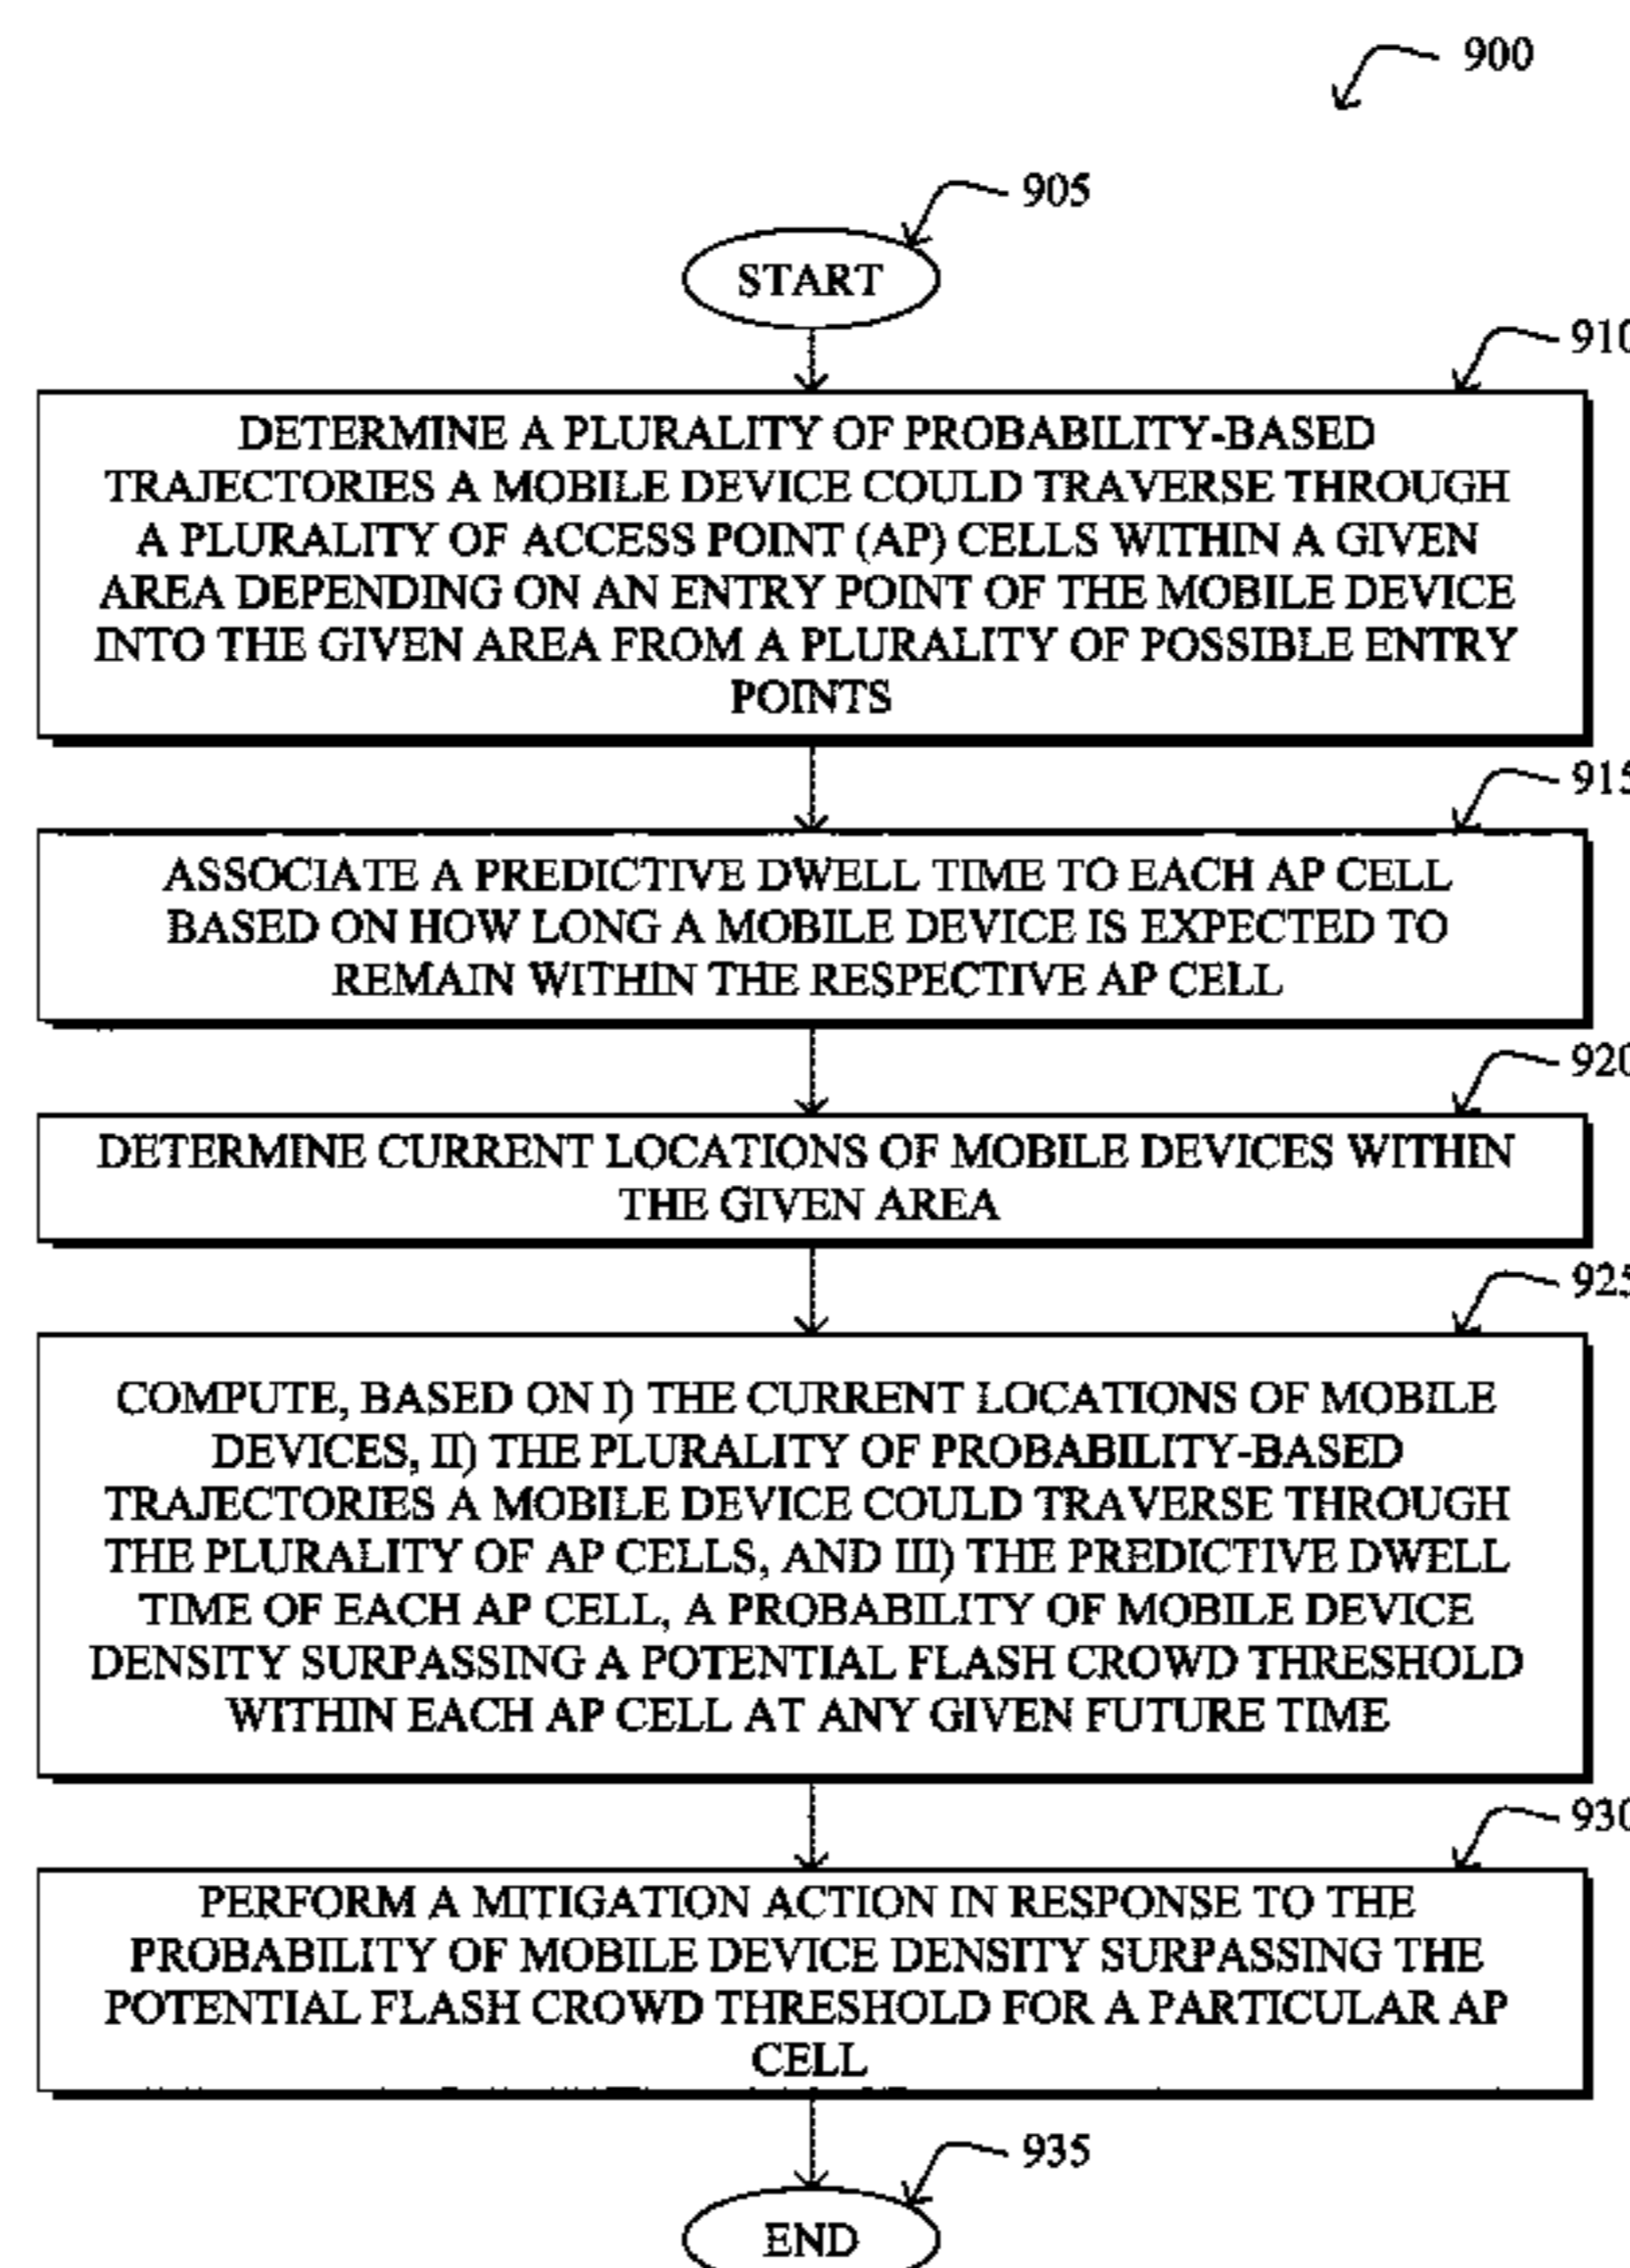 900
905
START
910
DETERMINE A PLURALITY OF PROBABILITY-BASED
TRAJECTORIES A MOBILE DEVICE COULD TRAVERSE THROUGH
A PLURALITY OF ACCESS POINT (AP) CELLS WITHIN A GIVEN
AREA DEPENDING ON AN ENTRY POINT OF THE MOBILE DEVICE
INTO THE GIVEN AREA FROM A PLURALITY OF POSSIBLE ENTRY
POINTS
915
ASSOCIATE A PREDICTIVE DWELL TIME TO EACH AP CELL
BASED ON HOW LONG A MOBILE DEVICE IS EXPECTED TO
REMAIN WITHIN THE RESPECTIVE AP CELL
920
DETERMINE CURRENT LOCATIONS OF MOBILE DEVICES WITHIN
THE GIVEN AREA
925
COMPUTE, BASED ON I) THE CURRENT LOCATIONS OF MOBILE
DEVICES, II) THE PLURALITY OF PROBABILITY-BASED
TRAJECTORIES A MOBILE DEVICE COULD TRAVERSE THROUGH
THE PLURALITY OF AP CELLS, AND III) THE PREDICTIVE DWELL
TIME OF EACH AP CELL, A PROBABILITY OF MOBILE DEVICE
DENSITY SURPASSING A POTENTIAL FLASH CROWD THRESHOLD
WITHIN EACH AP CELL AT ANY GIVEN FUTURE TIME
930
PERFORM A MITIGATION ACTION IN RESPONSE TO THE
PROBABILITY OF MOBILE DEVICE DENSITY SURPASSING THE
POTENTIAL FLASH CROWD THRESHOLD FOR A PARTICULAR AP
CELL
935
END